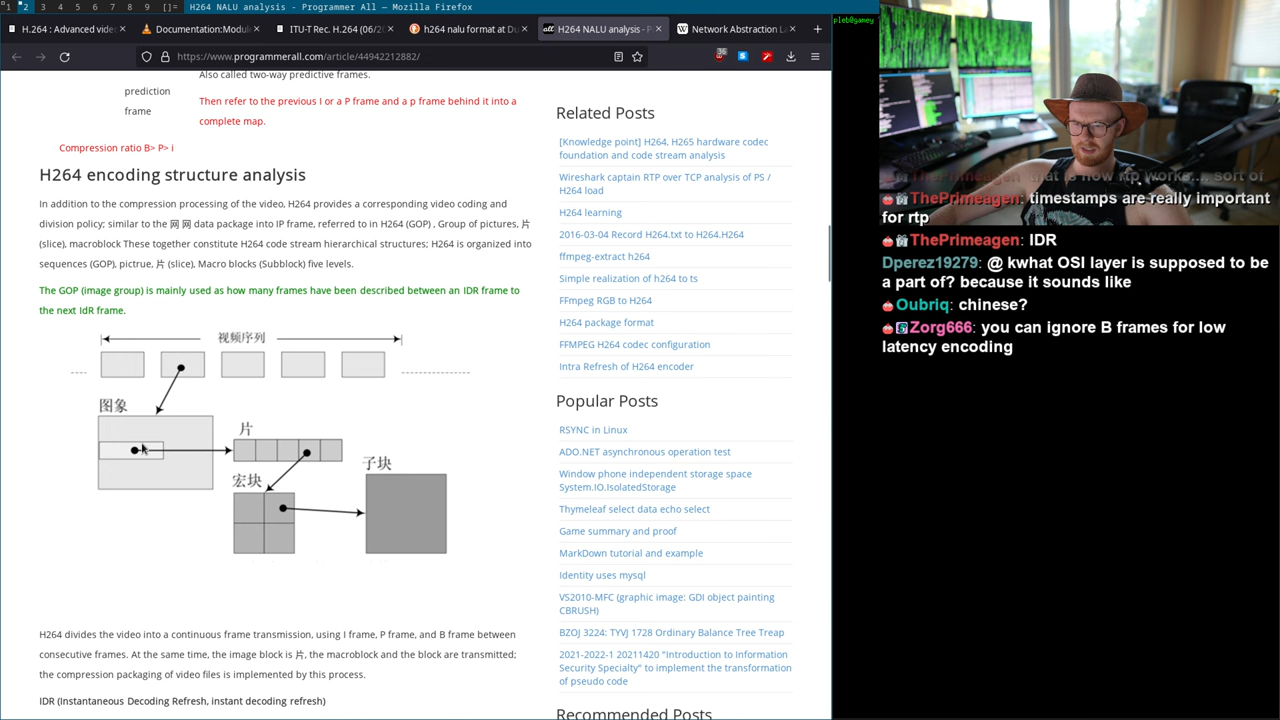 1 2 3 4 5 6 7 8 9 []= H264 NALU analysis - Programmer All — Mozilla Firefox
H.264 : Advanced video
Documentation:Modul
ITU-T Rec. H.264 (06/20
h264 nalu format at Du
H264 NALU analysis - P
Network Abstraction La
https://www.programmerall.com/article/44942212882/
36
pleb@gamey
Also called two-way predictive frames.
prediction
frame
Then refer to the previous I or a P frame and a p frame behind it into a
complete map.
Compression ratio B> P> i
H264 encoding structure analysis
In addition to the compression processing of the video, H264 provides a corresponding video coding and
division policy; similar to the 网 网 data package into IP frame, referred to in H264 (GOP) , Group of pictures, 片
(slice), macroblock These together constitute H264 code stream hierarchical structures; H264 is organized into
sequences (GOP), pictrue, 片 (slice), Macro blocks (Subblock) five levels.
The GOP (image group) is mainly used as how many frames have been described between an IDR frame to
the next IdR frame.
视频序列
图象
片
宏块
子块
H264 divides the video into a continuous frame transmission, using I frame, P frame, and B frame between
consecutive frames. At the same time, the image block is 片, the macroblock and the block are transmitted;
the compression packaging of video files is implemented by this process.
IDR (Instantaneous Decoding Refresh, instant decoding refresh)
Related Posts
[Knowledge point] H264, H265 hardware codec
foundation and code stream analysis
Wireshark captain RTP over TCP analysis of PS /
H264 load
H264 learning
2016-03-04 Record H264.txt to H264.H264
ffmpeg-extract h264
Simple realization of h264 to ts
FFmpeg RGB to H264
H264 package format
FFMPEG H264 codec configuration
Intra Refresh of H264 encoder
Popular Posts
RSYNC in Linux
ADO.NET asynchronous operation test
Window phone independent storage space
System.IO.IsolatedStorage
Thymeleaf select data echo select
Game summary and proof
MarkDown tutorial and example
Identity uses mysql
VS2010-MFC (graphic image: GDI object painting
CBRUSH)
BZOJ 3224: TYVJ 1728 Ordinary Balance Tree Treap
2021-2022-1 20211420 "Introduction to Information
Security Specialty" to implement the transformation
of pseudo code
Recommended Posts
ThePrimeagen: that is how rtp works.... sort of
ThePrimeagen: timestamps are really important
for rtp
ThePrimeagen: IDR
Dperez19279: @ kwhat OSI layer is supposed to be
a part of? because it sounds like
Oubriq: chinese?
Zorg666: you can ignore B frames for low
latency encoding